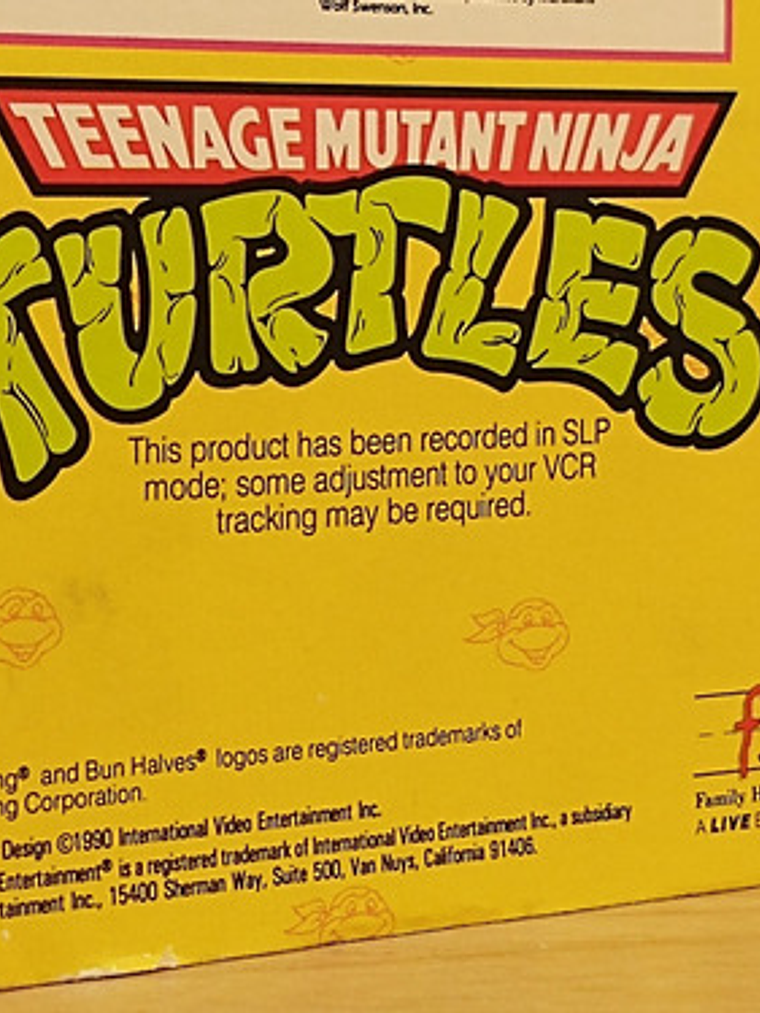 Wolf Swenson, Inc.
TEENAGE MUTANT NINJA
TURTLES
This product has been recorded in SLP
mode; some adjustment to your VCR
tracking may be required.
and Bun Halves® logos are registered trademarks of
Corporation.
Design ©1990 International Video Entertainment Inc.
Entertainment® is a registered trademark of International Video Entertainment Inc., a subsidiary
Inc., 15400 Sherman Way, Suite 500, Van Nuys, California 91406.
Family
A LIVE